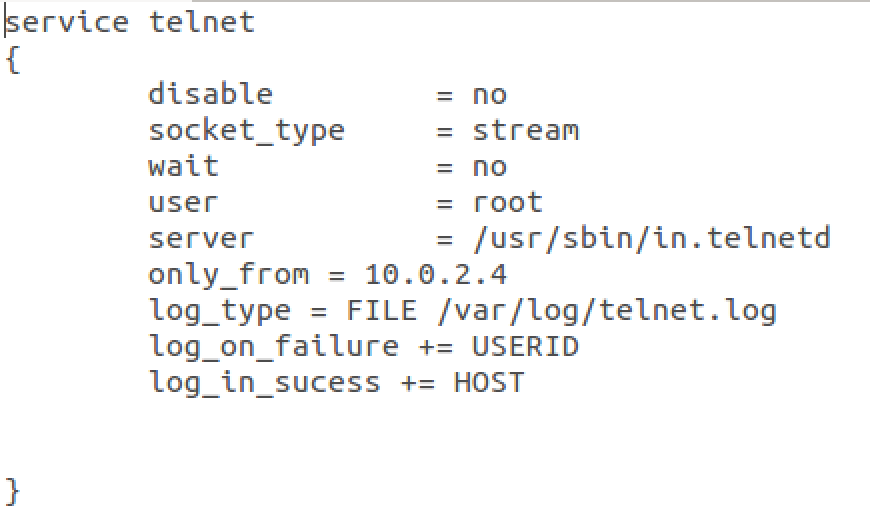 service telnet
{
disable = no
socket_type = stream
wait = no
user = root
server = /usr/sbin/in.telnetd
only_from = 10.0.2.4
log_type = FILE /var/log/telnet.log
log_on_failure += USERID
log_in_sucess += HOST
}